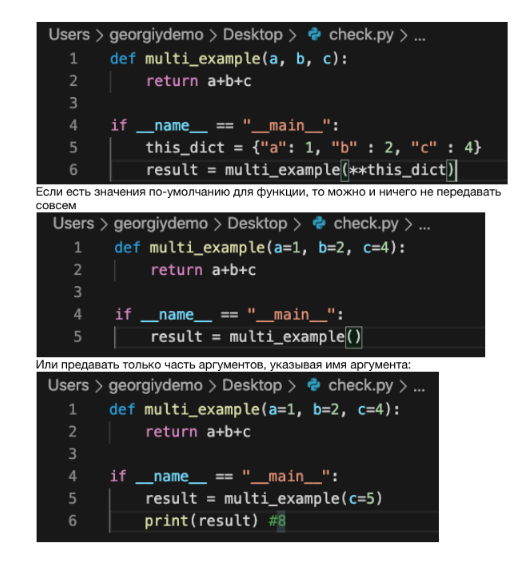 Users > georgiydemo > Desktop > check.py > ...
1 def multi_example(a, b, c):
2 return a+b+c
3
4 if __name__ == "__main__":
5 this_dict = {"a": 1, "b" : 2, "c" : 4}
6 result = multi_example(**this_dict)
Если есть значения по-умолчанию для функции, то можно и ничего не передавать
совсем
Users > georgiydemo > Desktop > check.py > ...
1 def multi_example(a=1, b=2, c=4):
2 return a+b+c
3
4 if __name__ == "__main__":
5 result = multi_example()
Или предавать только часть аргументов, указывая имя аргумента:
Users > georgiydemo > Desktop > check.py > ...
1 def multi_example(a=1, b=2, c=4):
2 return a+b+c
3
4 if __name__ == "__main__":
5 result = multi_example(c=5)
6 print(result) #8